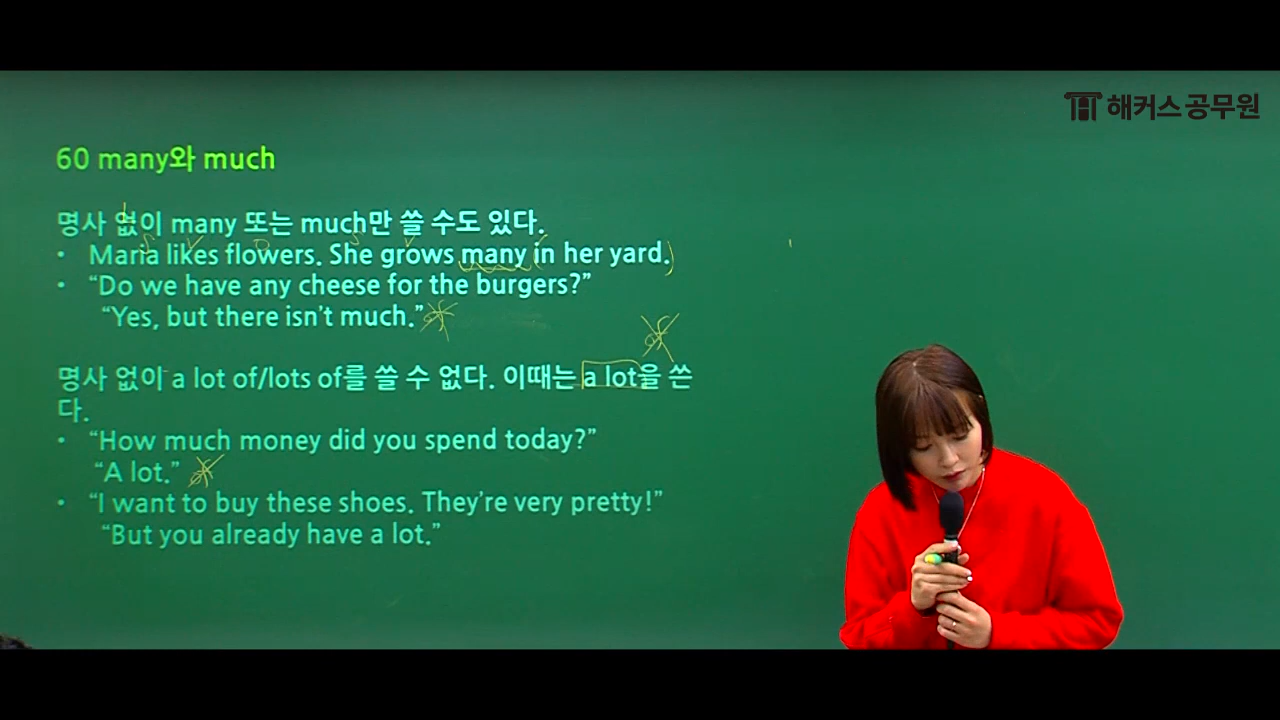 해커스 공무원
60 many와 much
명사 없이 many 또는 much만 쓸 수도 있다.
• Maria likes flowers. She grows many in her yard.
• “Do we have any cheese for the burgers?”
“Yes, but there isn’t much.”
명사 없이 a lot of/lots of를 쓸 수 없다. 이때는 a lot을 쓴
다.
• “How much money did you spend today?”
“A lot.”
• “I want to buy these shoes. They’re very pretty!”
“But you already have a lot.”